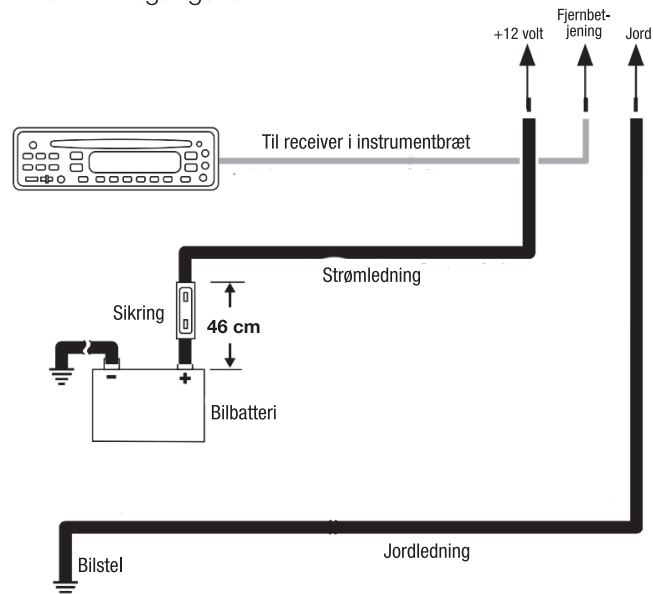 +12 volt
Fjernbet-
jening
Jord
Til receiver i instrumentbræt
Strømledning
Sikring
46 cm
Bilbatteri
Jordledning
Bilstel